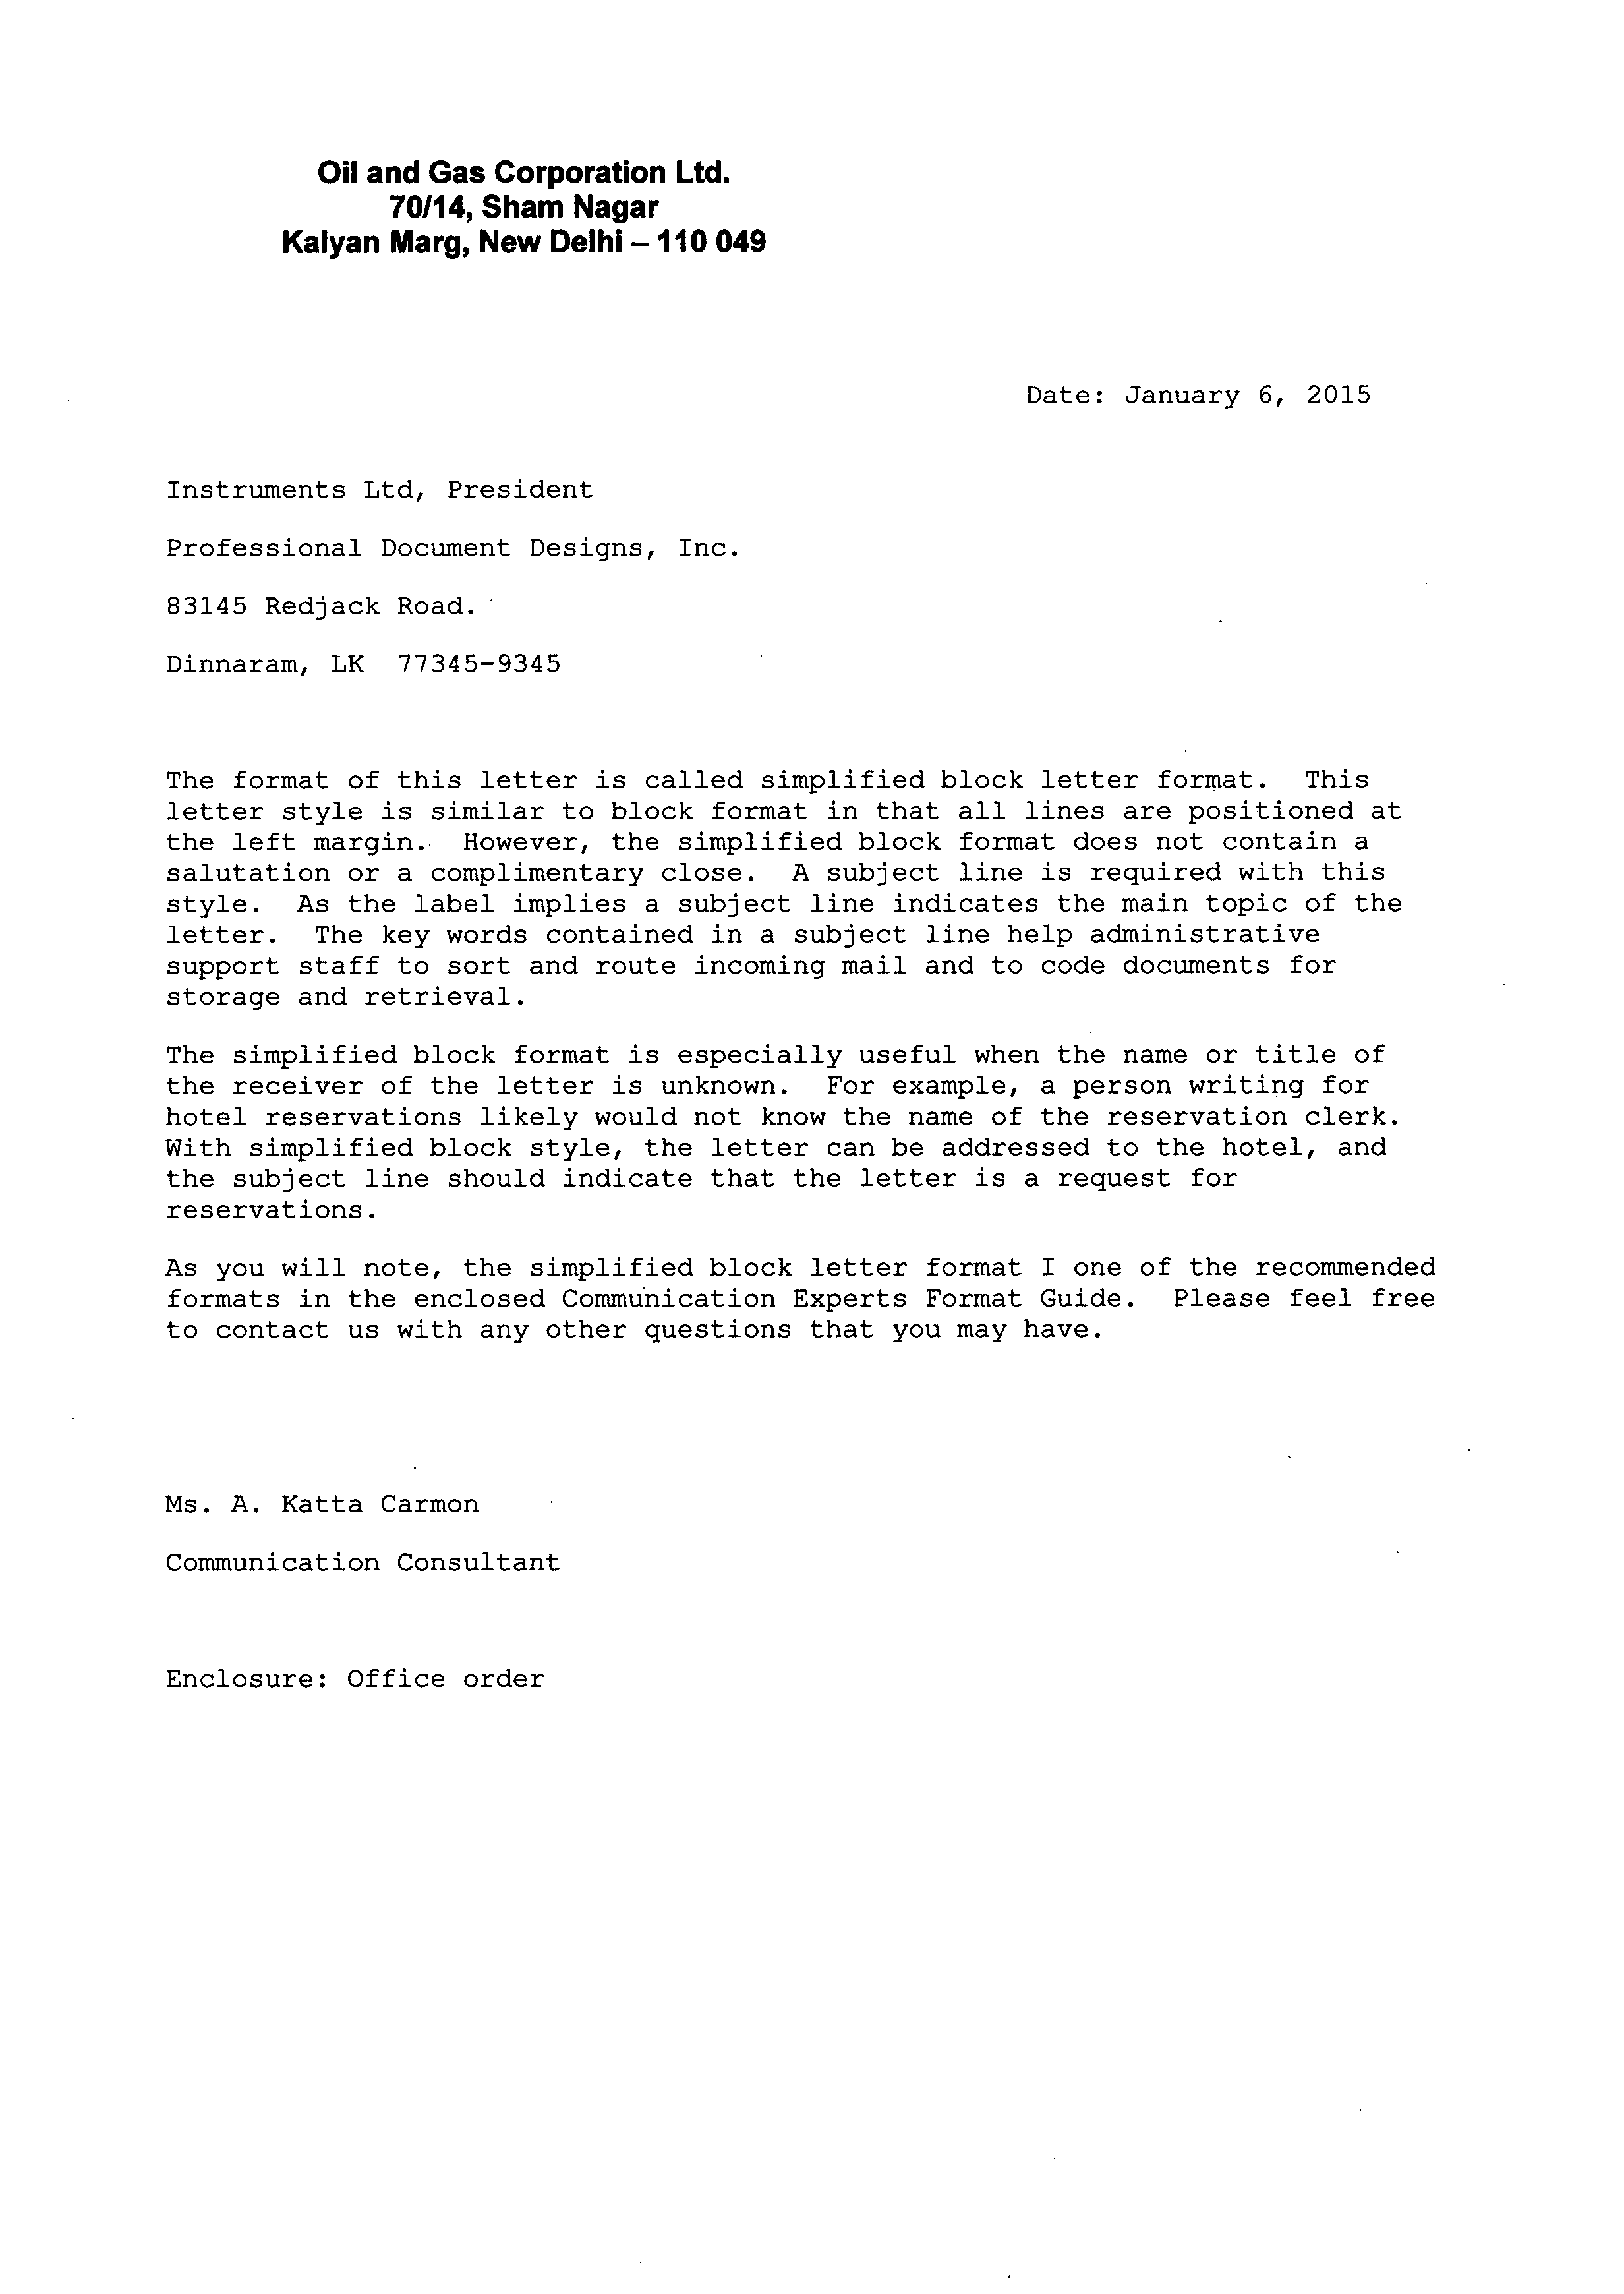 Oil and Gas Corporation Ltd.
70/14, Sham Nagar
Kalyan Marg, New Delhi – 110 049
Date: January 6, 2015
Instruments Ltd, President
Professional Document Designs, Inc.
83145 Redjack Road.
Dinnaram, LK  77345-9345
The format of this letter is called simplified block letter format.  This
letter style is similar to block format in that all lines are positioned at
the left margin.  However, the simplified block format does not contain a
salutation or a complimentary close.  A subject line is required with this
style.  As the label implies a subject line indicates the main topic of the
letter.  The key words contained in a subject line help administrative
support staff to sort and route incoming mail and to code documents for
storage and retrieval.
The simplified block format is especially useful when the name or title of
the receiver of the letter is unknown.  For example, a person writing for
hotel reservations likely would not know the name of the reservation clerk.
With simplified block style, the letter can be addressed to the hotel, and
the subject line should indicate that the letter is a request for
reservations.
As you will note, the simplified block letter format I one of the recommended
formats in the enclosed Communication Experts Format Guide.  Please feel free
to contact us with any other questions that you may have.
Ms. A. Katta Carmon
Communication Consultant
Enclosure: Office order